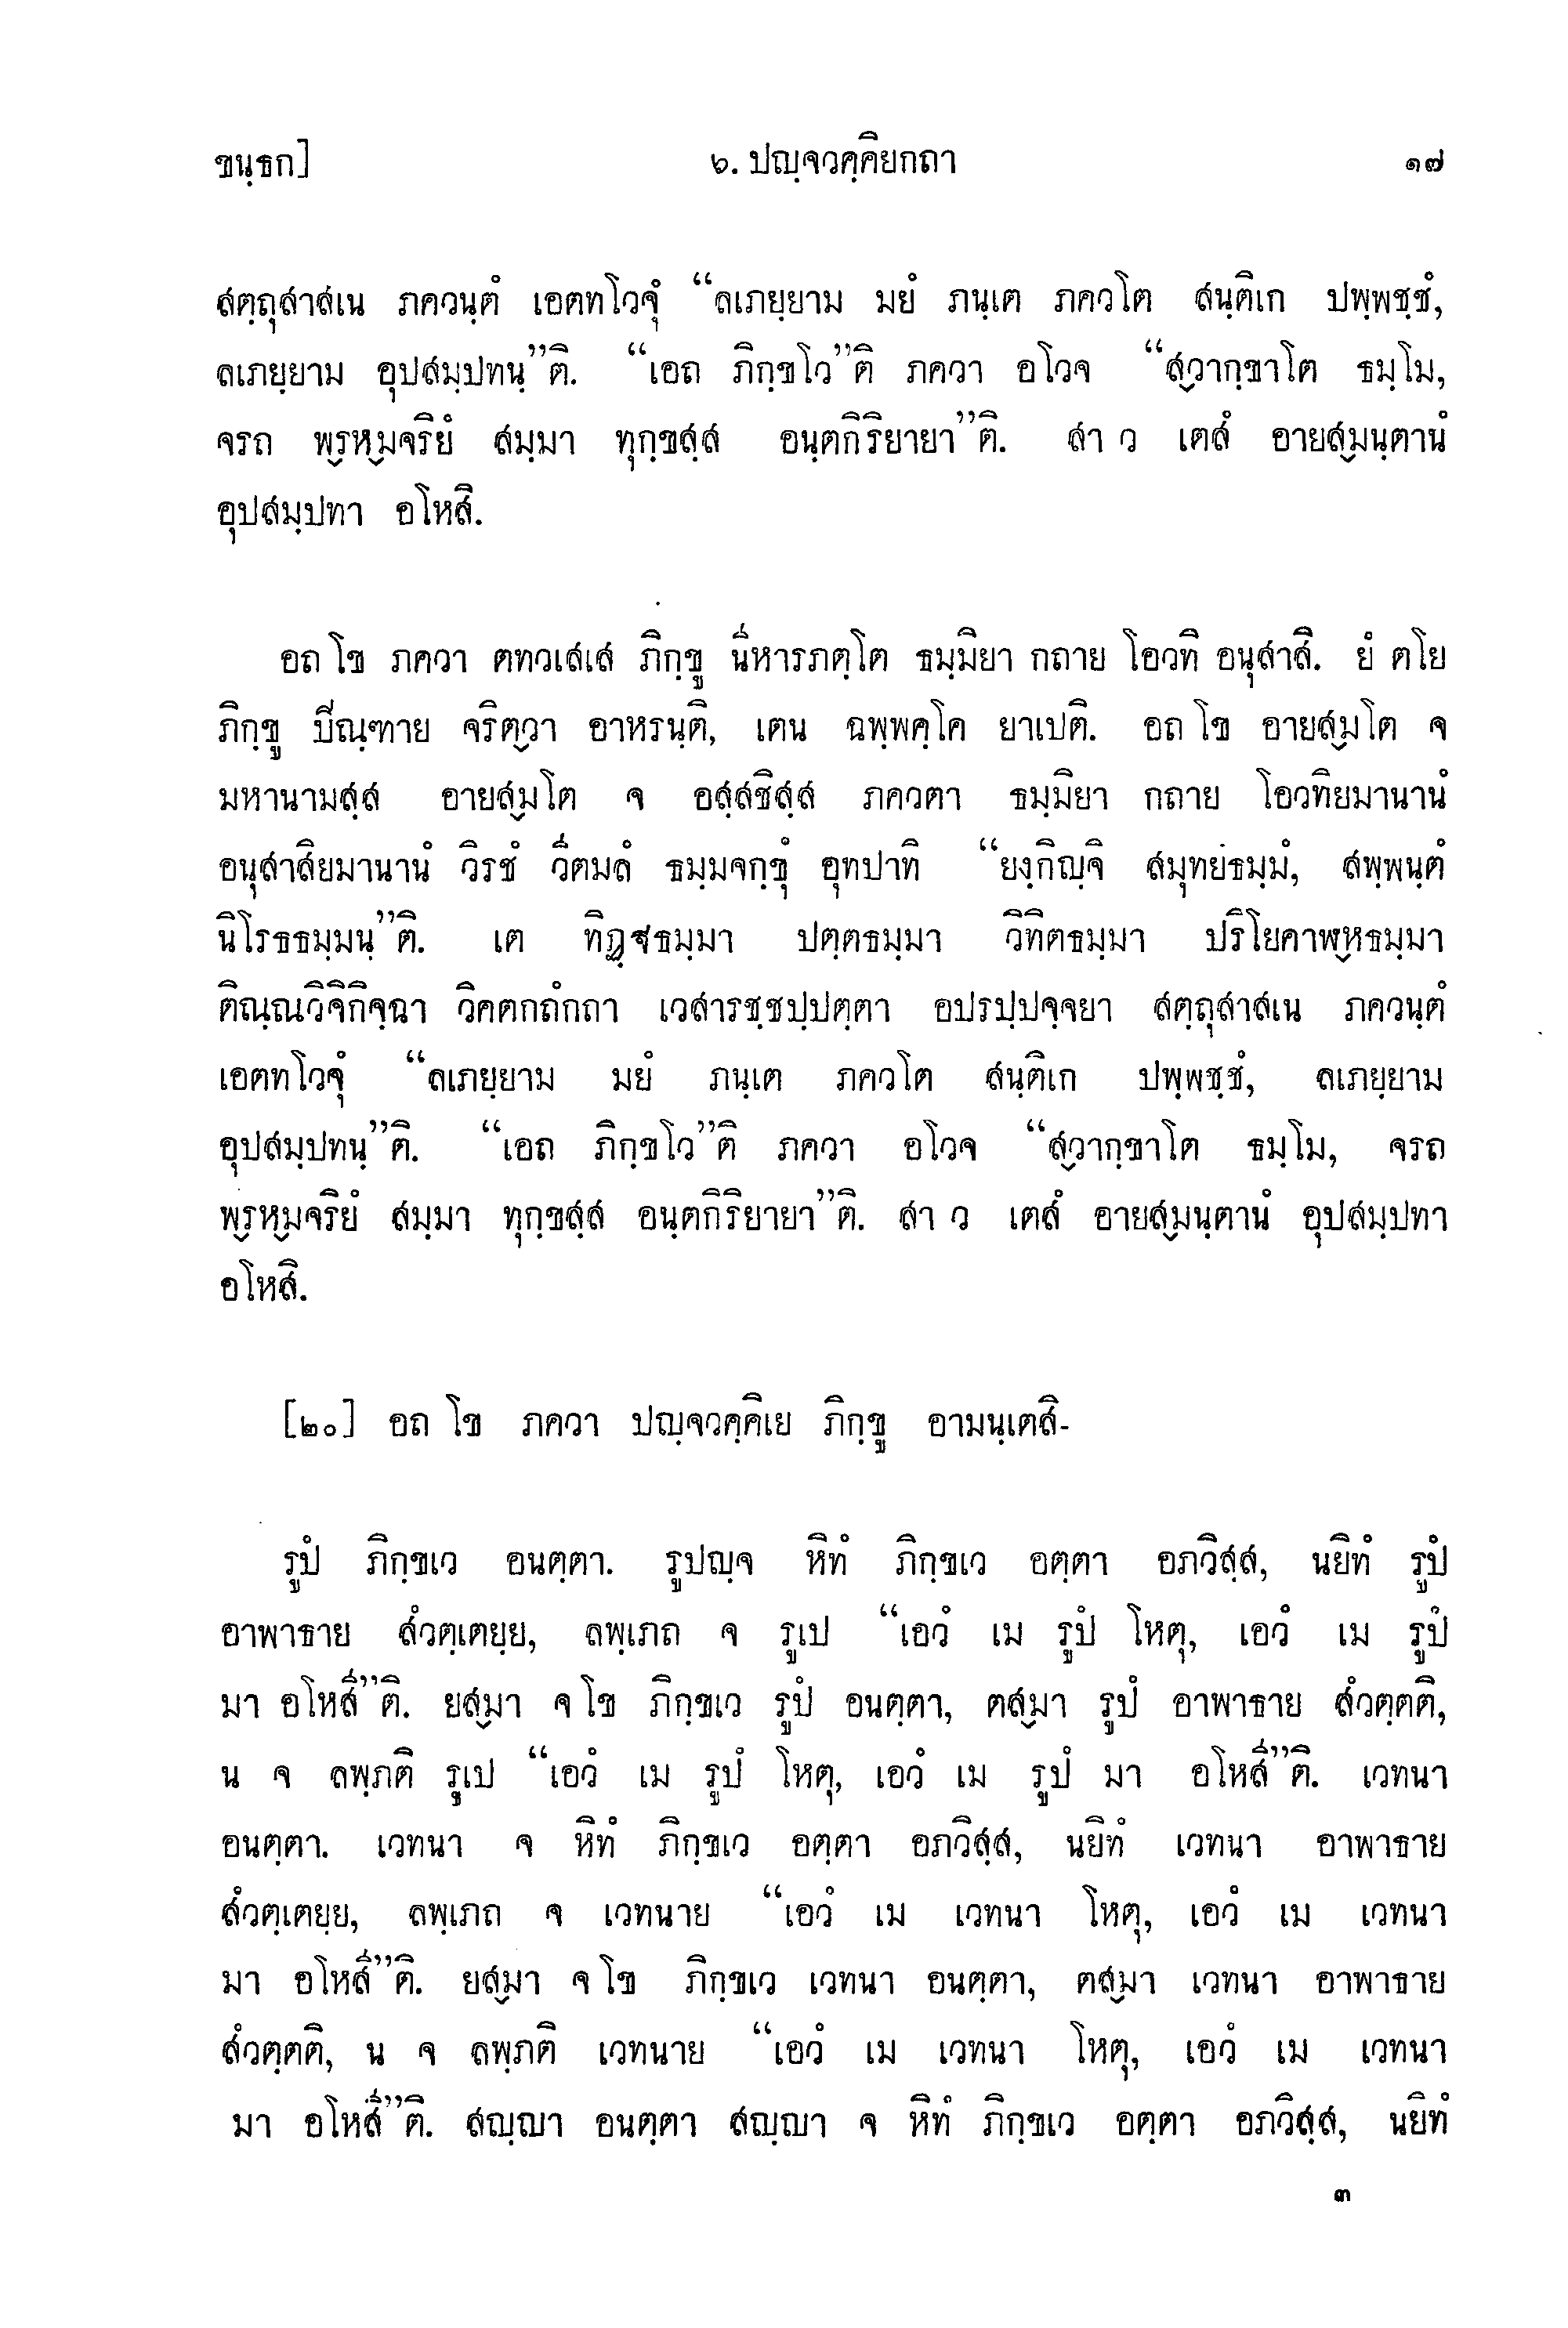 ขนฺธก] ๖. ปญฺจวคฺคิยกถา ๑๗
สตฺถุสาสเน ภควนฺตํ เอตทโวจุํ “ลเภยฺยาม มยํ ภนฺเต ภควโต สนฺติเก ปพฺพชฺชํ,
ลเภยฺยาม อุปสมฺปทนฺ”ติ. “เอถ ภิกฺขโว”ติ ภควา อโวจ “สฺวากฺขาโต ธมฺโม,
จรถ พฺรหฺมจริยํ สมฺมา ทุกฺขสฺส อนฺตกิริยายา”ติ. สา ว เตสํ อายสฺมนฺตานํ
อุปสมฺปทา อโหสิ.
อถ โข ภควา ตทวเสเส ภิกฺขู นีหารภตฺโต ธมฺมิยา กถาย โอวทิ อนุสาสิ. ยํ ตโย
ภิกฺขู ปิณฺฑาย จริตฺวา อาหรนฺติ, เตน ฉพฺพคฺโค ยาเปติ. อถ โข อายสฺมโต จ
มหานามสฺส อายสฺมโต จ อสฺสชิสฺส ภควตา ธมฺมิยา กถาย โอวทิยมานานํ
อนุสาสิยมานานํ วิรชํ วีตมลํ ธมฺมจกฺขุํ อุทปาทิ “ยงฺกิญฺจิ สมุทยธมฺมํ, สพฺพนฺตํ
นิโรธธมฺมนฺ”ติ. เต ทิฏฺฐธมฺมา ปตฺตธมฺมา วิทิตธมฺมา ปริโยคาฬฺหธมฺมา
ติณฺณวิจิกิจฺฉา วิคตกถํกถา เวสารชฺชปฺปตฺตา อปรปฺปจฺจยา สตฺถุสาสเน ภควนฺตํ
เอตทโวจุํ “ลเภยฺยาม มยํ ภนฺเต ภควโต สนฺติเก ปพฺพชฺชํ, ลเภยฺยาม
อุปสมฺปทนฺ”ติ. “เอถ ภิกฺขโว”ติ ภควา อโวจ “สฺวากฺขาโต ธมฺโม, จรถ
พฺรหฺมจริยํ สมฺมา ทุกฺขสฺส อนฺตกิริยายา”ติ. สา ว เตสํ อายสฺมนฺตานํ อุปสมฺปทา
อโหสิ.
[๒๐] อถ โข ภควา ปญฺจวคฺคิเย ภิกฺขู อามนฺเตสิ-
รูปํ ภิกฺขเว อนตฺตา. รูปญฺจ หิทํ ภิกฺขเว อตฺตา อภวิสฺส, นยิทํ รูปํ
อาพาธาย สํวตฺเตยฺย, ลพฺเภถ จ รูเป “เอวํ เม รูปํ โหตุ, เอวํ เม รูปํ
มา อโหสี”ติ. ยสฺมา จ โข ภิกฺขเว รูปํ อนตฺตา, ตสฺมา รูปํ อาพาธาย สํวตฺตติ,
น จ ลพฺภติ รูเป “เอวํ เม รูปํ โหตุ, เอวํ เม รูปํ มา อโหสี”ติ. เวทนา
อนตฺตา. เวทนา จ หิทํ ภิกฺขเว อตฺตา อภวิสฺส, นยิทํ เวทนา อาพาธาย
สํวตฺเตยฺย, ลพฺเภถ จ เวทนาย “เอวํ เม เวทนา โหตุ, เอวํ เม เวทนา
มา อโหสี”ติ. ยสฺมา จ โข ภิกฺขเว เวทนา อนตฺตา, ตสฺมา เวทนา อาพาธาย
สํวตฺตติ, น จ ลพฺภติ เวทนาย “เอวํ เม เวทนา โหตุ, เอวํ เม เวทนา
มา อโหสี”ติ. สญฺญา อนตฺตา สญฺญา จ หิทํ ภิกฺขเว อตฺตา อภวิสฺส, นยิทํ
๓